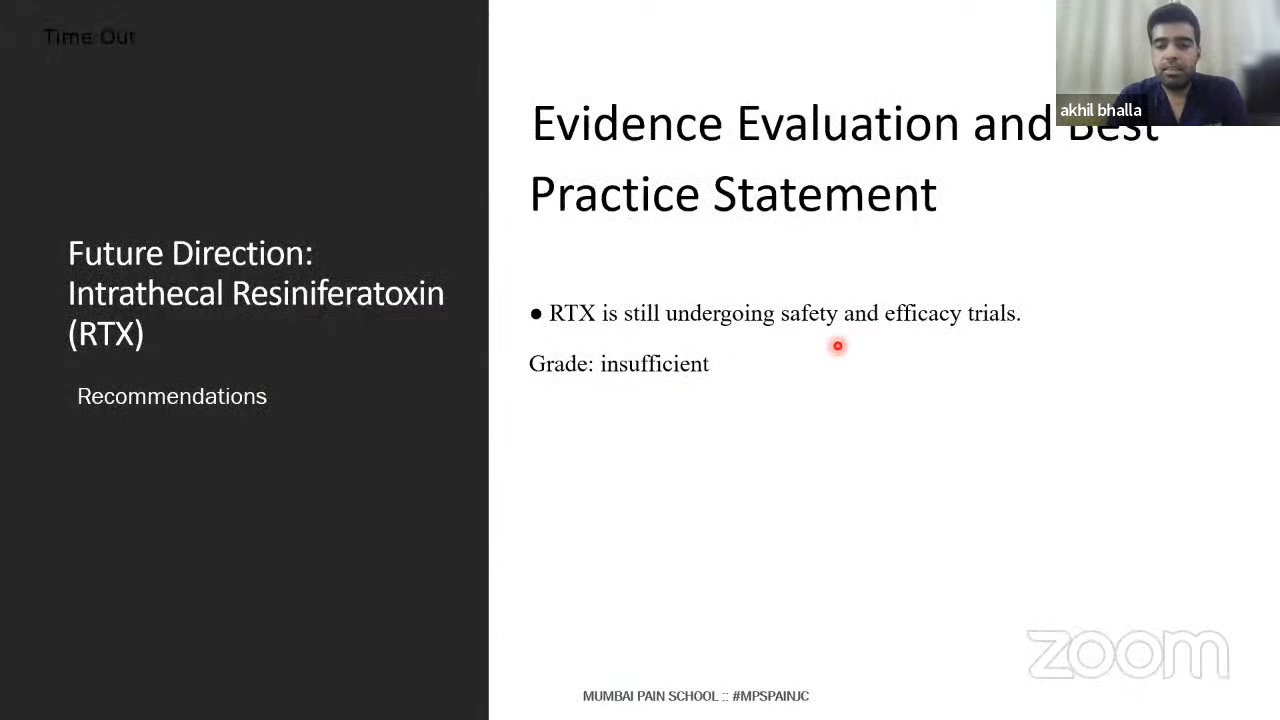 Time Out
akhil bhalla
Evidence Evaluation and Best
Practice Statement
Future Direction:
Intrathecal Resiniferatoxin
(RTX)
Recommendations
● RTX is still undergoing safety and efficacy trials.
Grade: insufficient
zoom
MUMBAI PAIN SCHOOL :: #MPSPAINJC